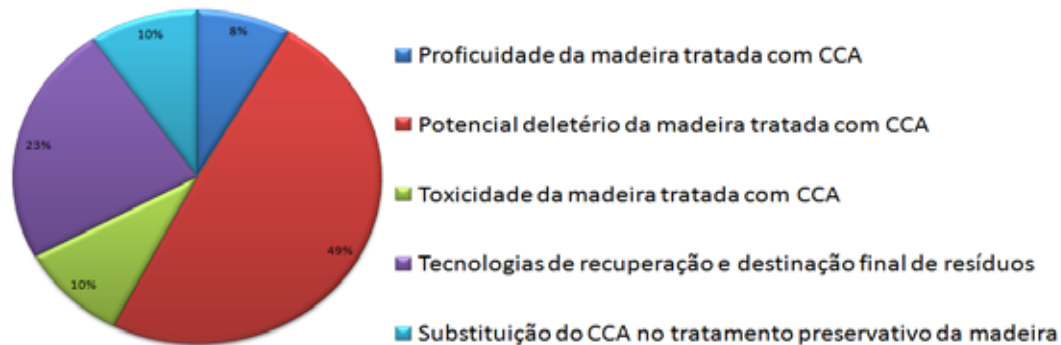 10%
8%
Proficuidade da madeira tratada com CCA
Potencial deletério da madeira tratada com CCA
23%
Toxicidade da madeira tratada com CCA
49%
Tecnologias de recuperação e destinação final de resíduos
10%
Substituição do CCA no tratamento preservativo da madeira